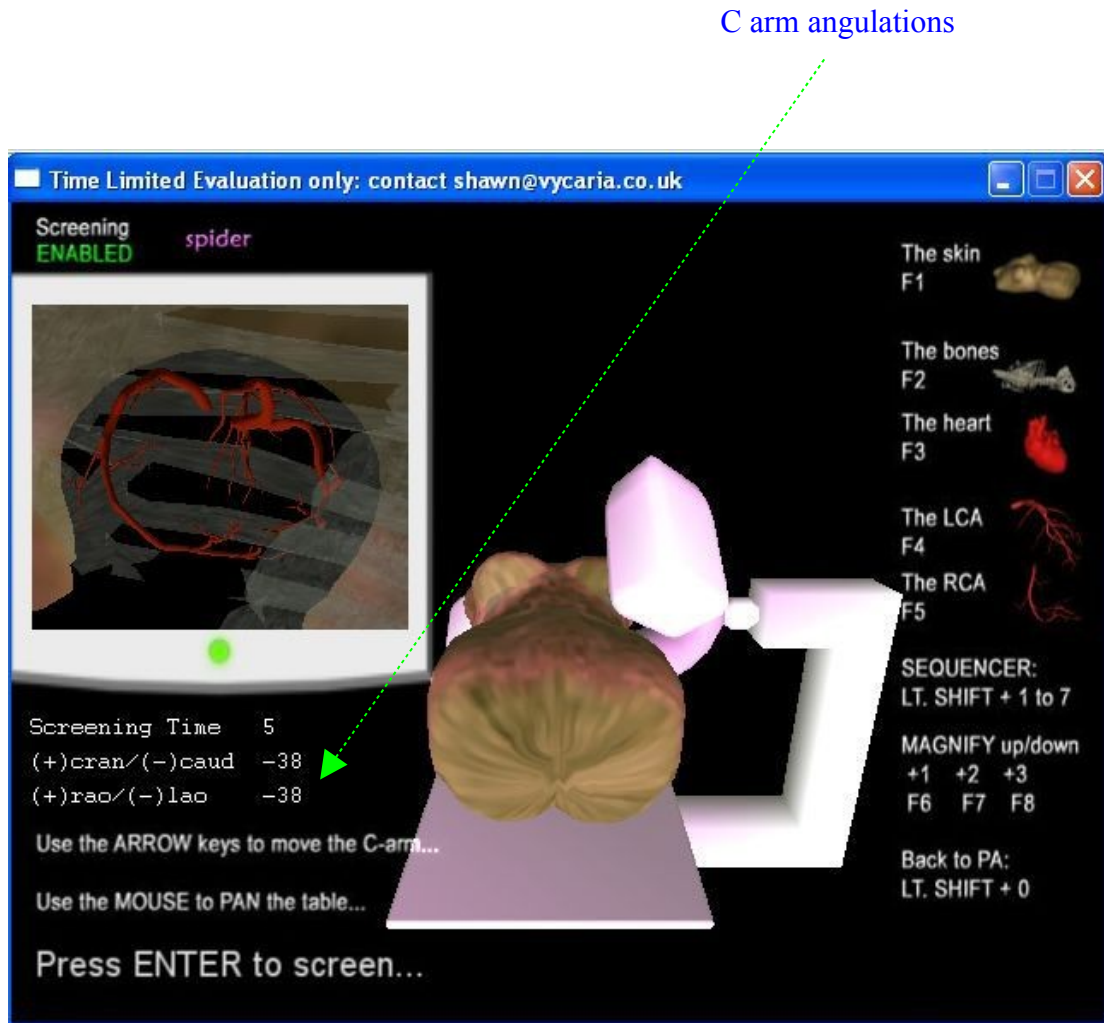 C arm angulations
Time Limited Evaluation only: contact shawn@vycaria.co.uk
Screening
ENABLED
spider
The skin
F1
The bones
F2
The heart
F3
The LCA
F4
The RCA
F5
SEQUENCER:
LT. SHIFT + 1 to 7
MAGNIFY up/down
+1 +2 +3
F6 F7 F8
Back to PA:
LT. SHIFT + 0
Screening Time 5
(+)cran/(-)caud -38
(+)rao/(-)lao -38
Use the ARROW keys to move the C-arm...
Use the MOUSE to PAN the table...
Press ENTER to screen...